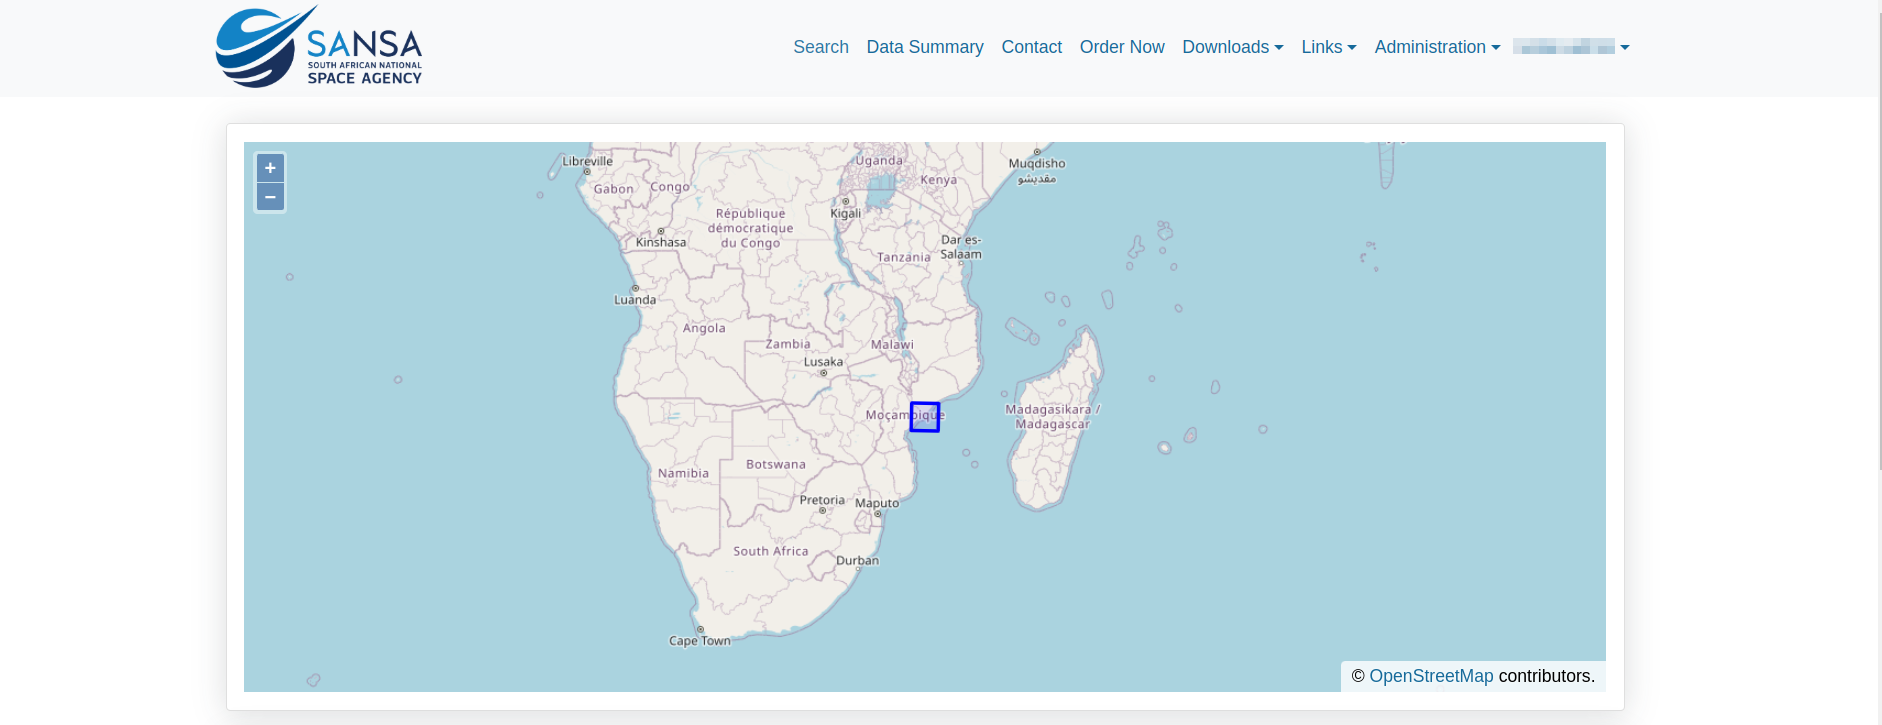 SANSA
SOUTH AFRICAN NATIONAL
SPACE AGENCY
Search
Data Summary
Contact
Order Now
Downloads
Links
Administration
+
−
Libreville
Gabon
Congo
Uganda
Kenya
Muqdisho
مقديشو
République
démocratique
du Congo
Kigali
Kinshasa
Dar es-
Salaam
Tanzania
Luanda
Angola
Zambia
Malawi
Lusaka
Moçambique
Madagasikara /
Madagascar
Namibia
Botswana
Pretoria
Maputo
South Africa
Durban
Cape Town
© OpenStreetMap contributors.